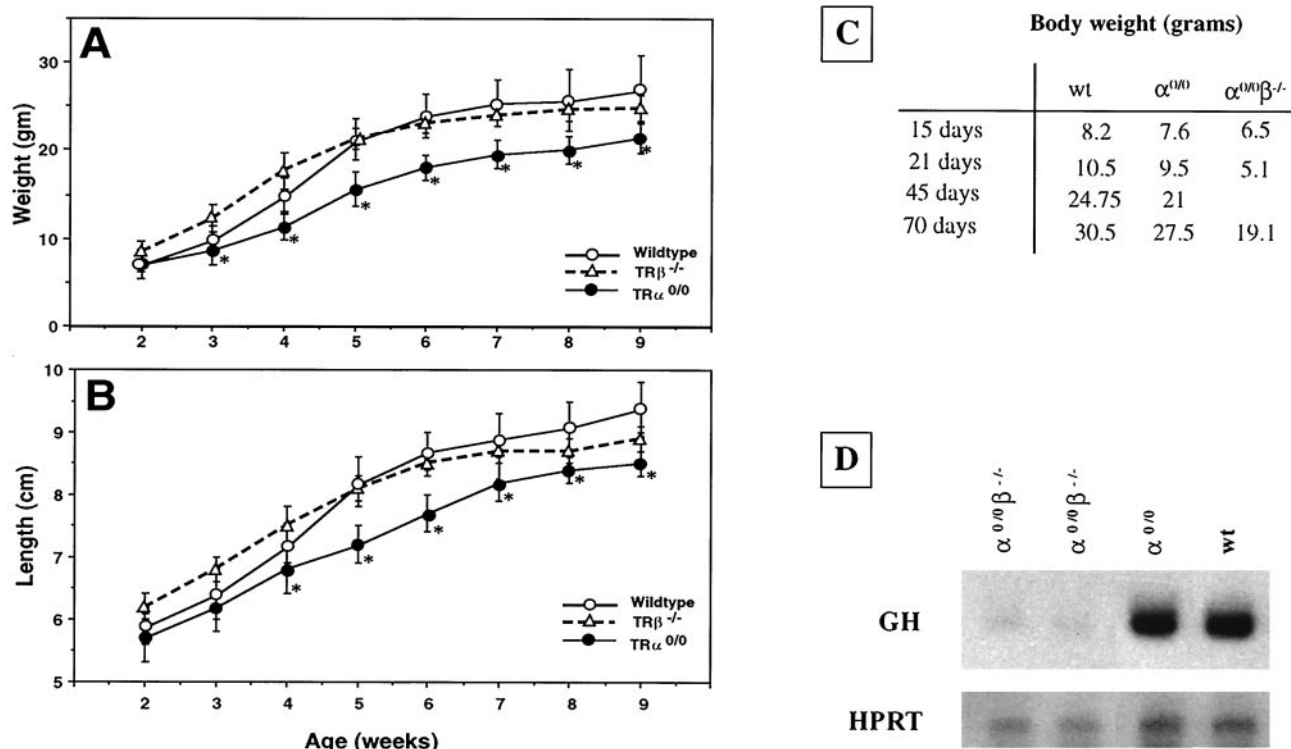 A
Weight (gm)
30
20
10
0
Wildtype
TRβ -/-
TRα 0/0
2 3 4 5 6 7 8 9
* * * * * * *
B
Length (cm)
10
9
8
7
6
5
Wildtype
TRβ -/-
TRα 0/0
* * * * * *
2 3 4 5 6 7 8 9
Age (weeks)
C
Body weight (grams)
wt α0/0 α0/0β-/-
15 days 8.2 7.6 6.5
21 days 10.5 9.5 5.1
45 days 24.75 21
70 days 30.5 27.5 19.1
D
α 0/0 β -/- α 0/0 β -/- α 0/0 wt
GH
HPRT